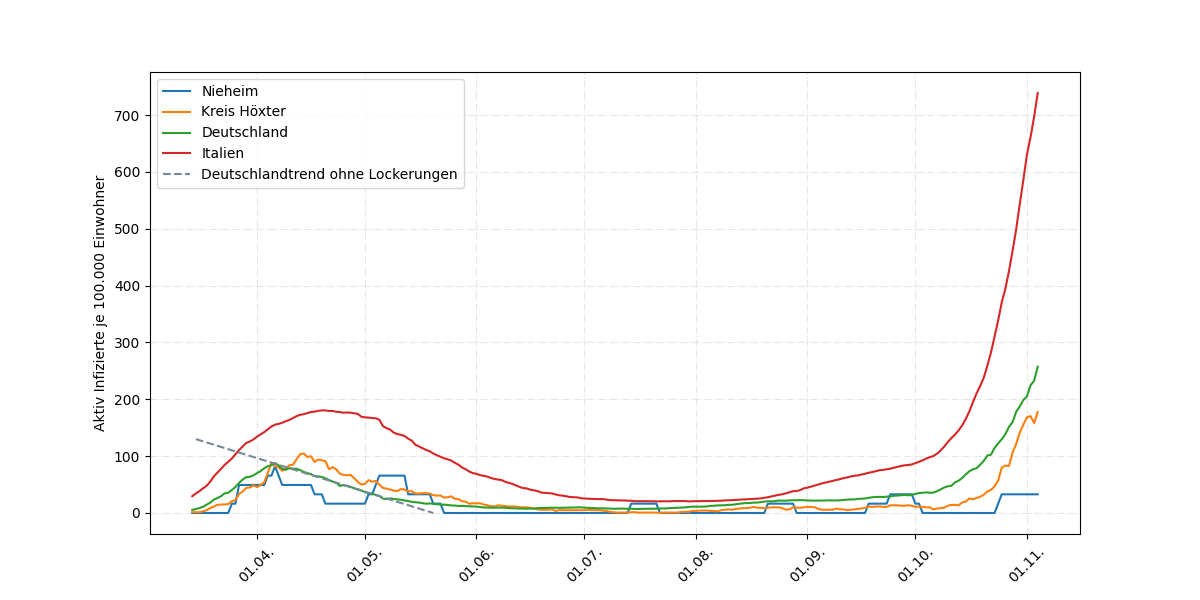 Nieheim
Kreis Höxter
Deutschland
Italien
Deutschlandtrend ohne Lockerungen
Aktiv Infizierte je 100.000 Einwohner
700
600
500
400
300
200
100
0
01.04.
01.05.
01.06.
01.07.
01.08.
01.09.
01.10.
01.11.